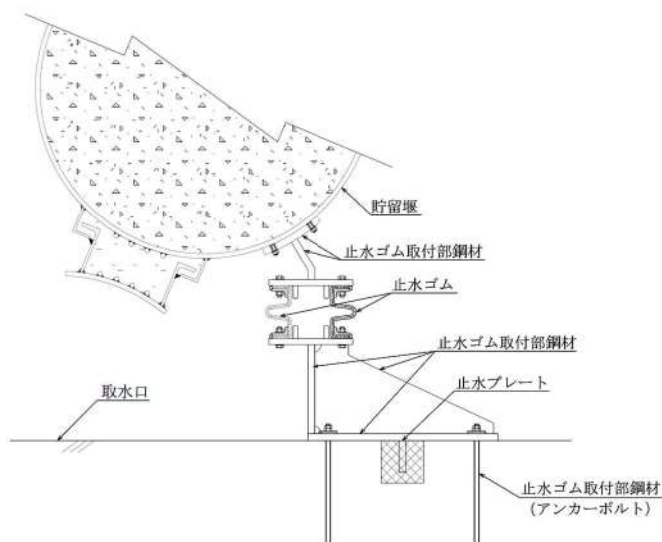 貯留堰
止水ゴム取付部鋼材
止水ゴム
止水ゴム取付部鋼材
止水プレート
取水口
止水ゴム取付部鋼材
(アンカーボルト)